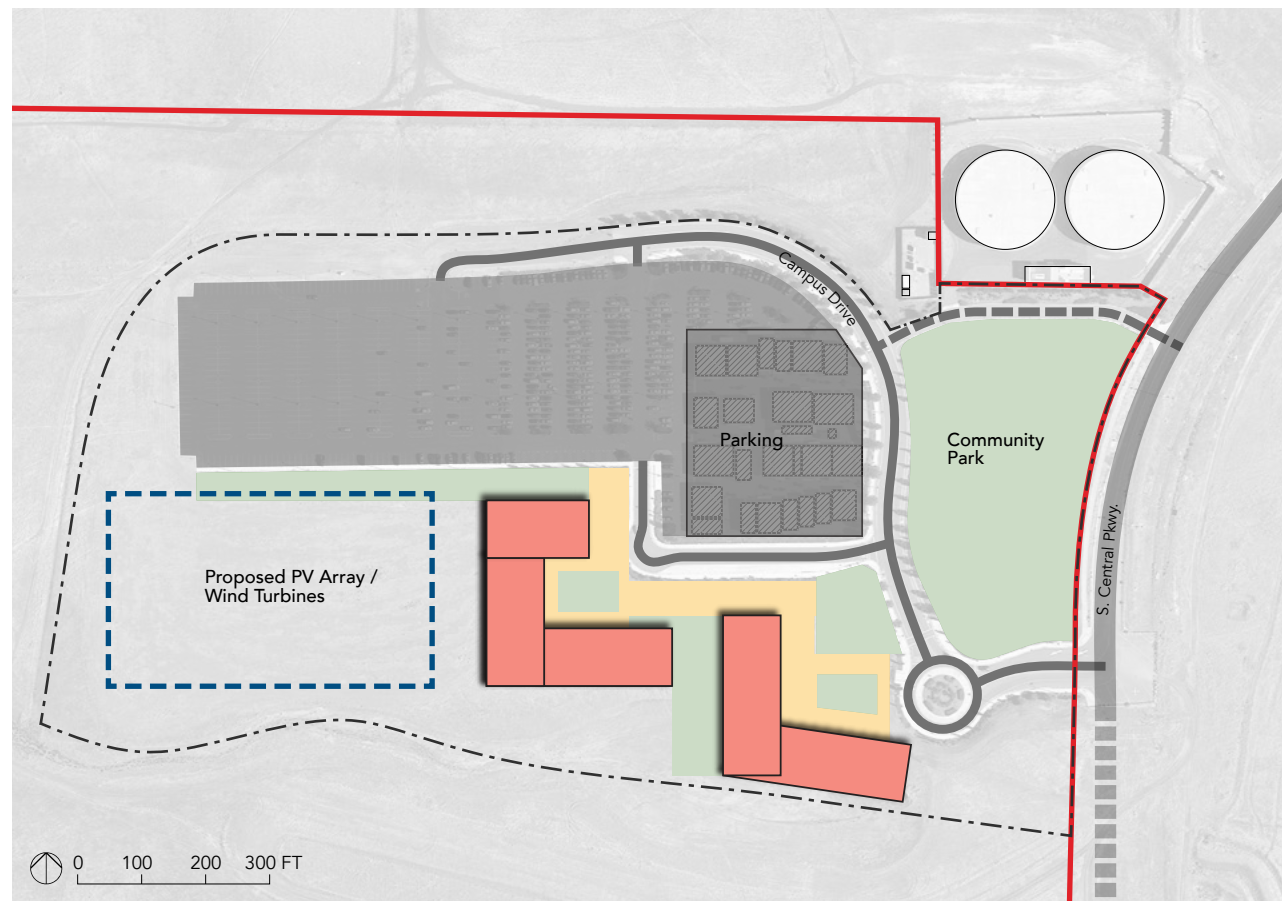 Campus Drive
Parking
Community
Park
S. Central Pkwy.
Proposed PV Array /
Wind Turbines
0 100 200 300 FT